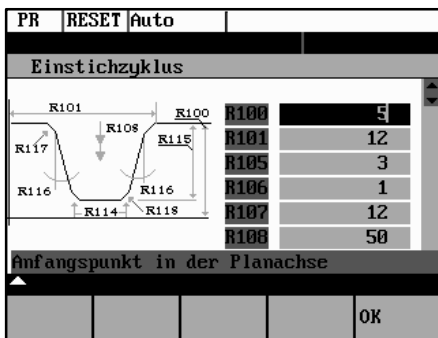 PR RESET Auto
Einstichzyklus
R101
R100
R108
R115
R117
R116
R116
R114
R118
R100 5
R101 12
R105 3
R106 1
R107 12
R108 50
Anfangspunkt in der Planachse
OK